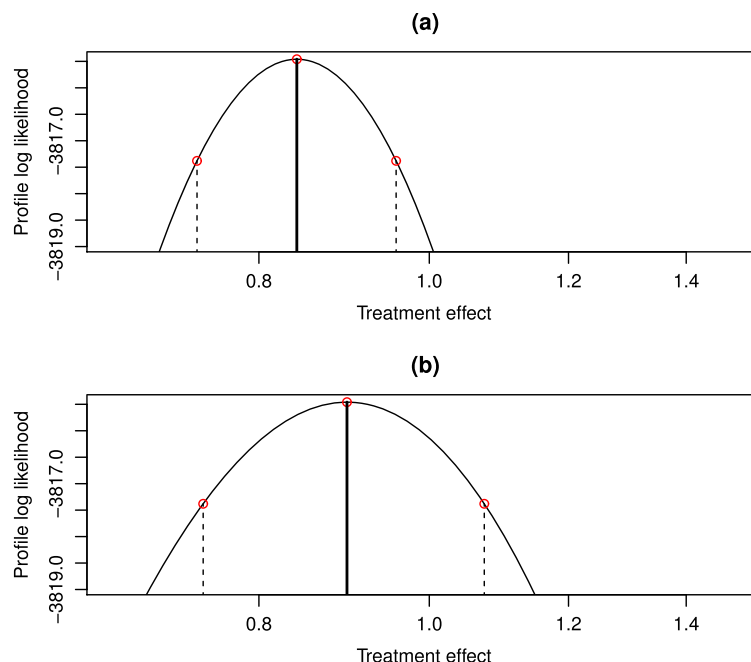 (a)
Profile log likelihood
−3817.0
−3819.0
0.8 1.0 1.2 1.4
Treatment effect
(b)
Profile log likelihood
−3817.0
−3819.0
0.8 1.0 1.2 1.4
Treatment effect